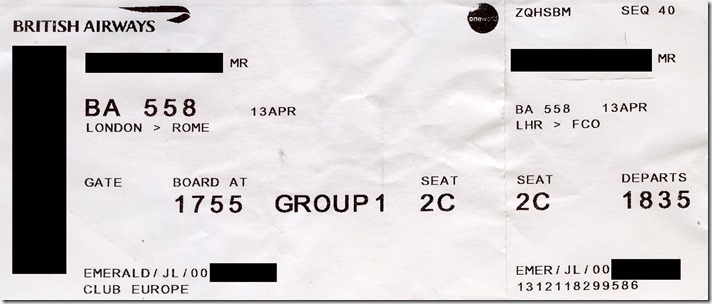 BRITISH AIRWAYS
oneworld
MR
BA 558 13APR
LONDON > ROME
GATE BOARD AT SEAT
1755 GROUP1 2C
EMERALD/JL/00
CLUB EUROPE
ZQHSBM SEQ 40
MR
BA 558 13APR
LHR > FCO
SEAT DEPARTS
2C 1835
EMER/JL/00
1312118299586